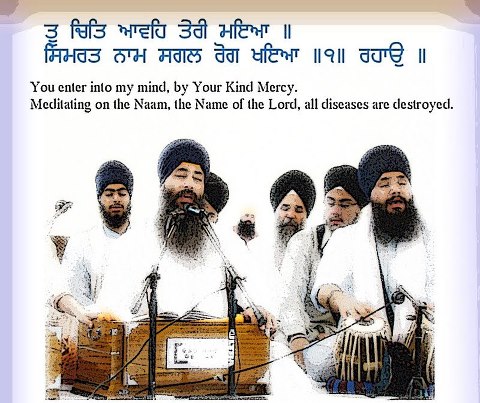 ਤੂ ਚਿਤਿ ਆਵਹਿ ਤੇਰੀ ਮਇਆ ॥
ਸਿਮਰਤ ਨਾਮ ਸਗਲ ਰੋਗ ਖਇਆ ॥੧॥ ਰਹਾਉ ॥
You enter into my mind, by Your Kind Mercy.
Meditating on the Naam, the Name of the Lord, all diseases are destroyed.